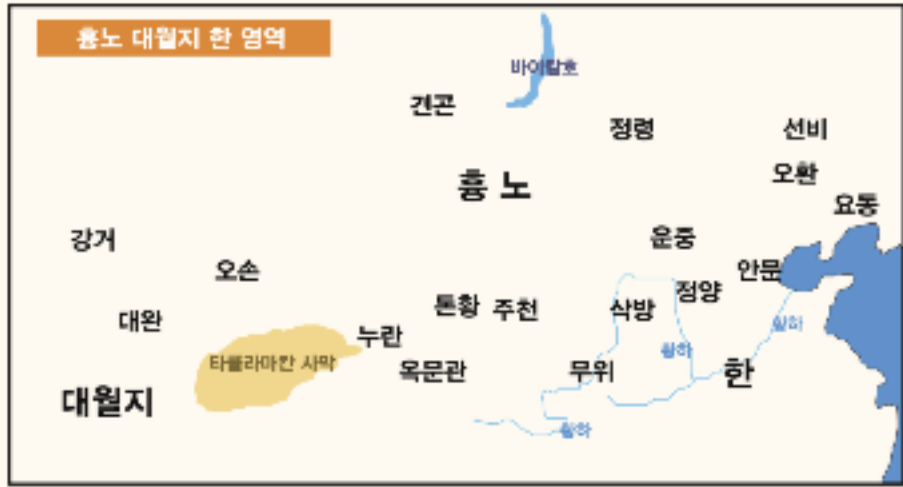 흉노 대월지 한 영역
바이칼호
견곤
정령
선비
흉 노
오환
요동
강거
운중
오손
안문
정양
돈황
주천
삭방
대완
황하
누란
황하
타클라마칸 사막
옥문관
무위
한
대월지
황하